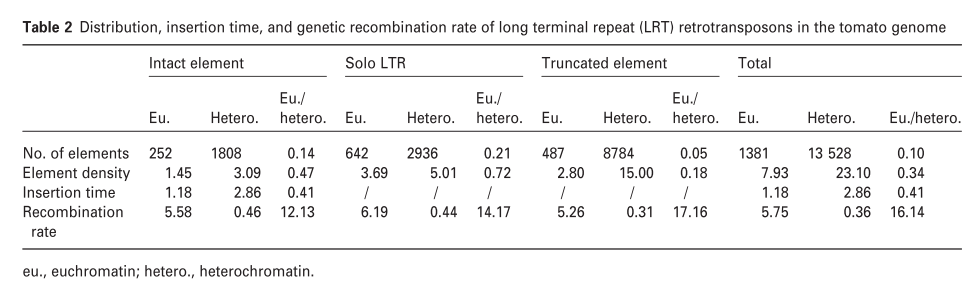 Table 2 Distribution, insertion time, and genetic recombination rate of long terminal repeat (LRT) retrotransposons in the tomato genome
Intact element Solo LTR Truncated element Total
Eu./ Eu./ Eu./
Eu. Hetero. hetero. Eu. Hetero. hetero. Eu. Hetero. hetero. Eu. Hetero. Eu./hetero.
No. of elements 252 1808 0.14 642 2936 0.21 487 8784 0.05 1381 13 528 0.10
Element density 1.45 3.09 0.47 3.69 5.01 0.72 2.80 15.00 0.18 7.93 23.10 0.34
Insertion time 1.18 2.86 0.41 / / / / / / 1.18 2.86 0.41
Recombination 5.58 0.46 12.13 6.19 0.44 14.17 5.26 0.31 17.16 5.75 0.36 16.14
rate
eu., euchromatin; hetero., heterochromatin.